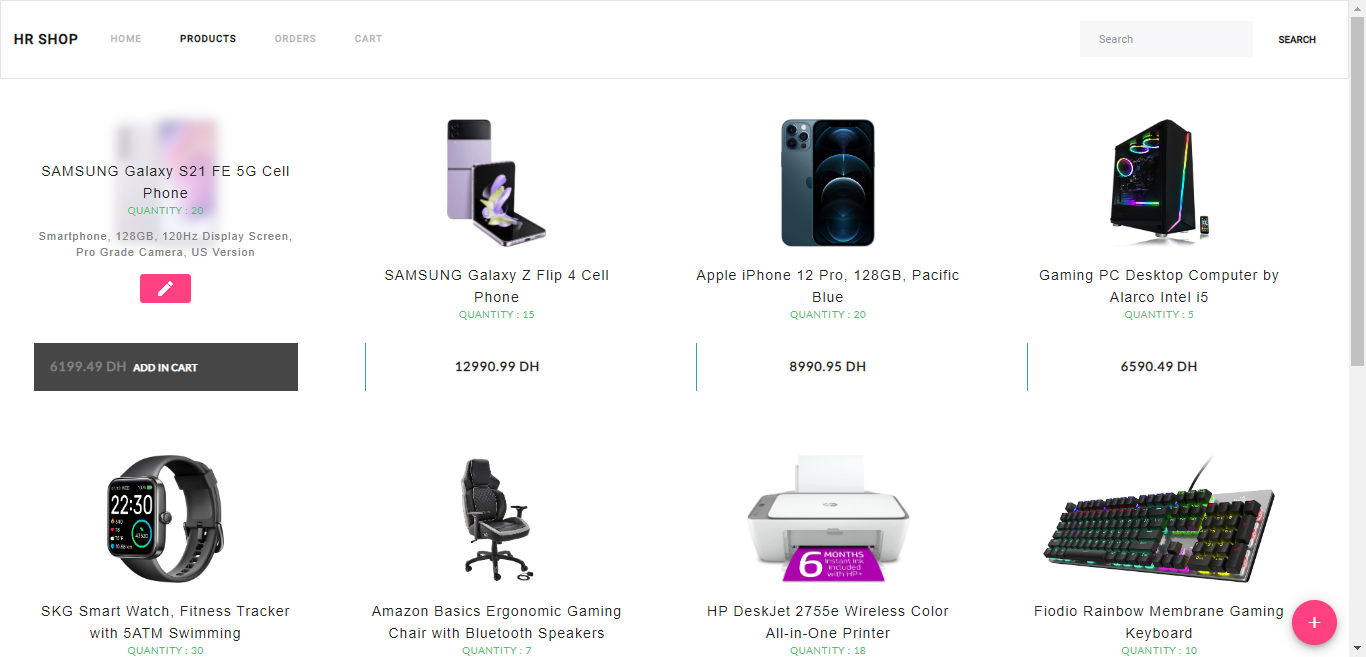 HR SHOP
HOME
PRODUCTS
ORDERS
CART
Search
SEARCH
SAMSUNG Galaxy S21 FE 5G Cell
Phone
QUANTITY : 20
Smartphone, 128GB, 120Hz Display Screen,
Pro Grade Camera, US Version
6199.49 DH ADD IN CART
SAMSUNG Galaxy Z Flip 4 Cell
Phone
QUANTITY : 15
12990.99 DH
Apple iPhone 12 Pro, 128GB, Pacific
Blue
QUANTITY : 20
8990.95 DH
Gaming PC Desktop Computer by
Alarco Intel i5
QUANTITY : 5
6590.49 DH
22:30
SKG Smart Watch, Fitness Tracker
with 5ATM Swimming
QUANTITY : 30
Amazon Basics Ergonomic Gaming
Chair with Bluetooth Speakers
QUANTITY : 7
6 MONTHS
Instant Ink
Included
with HP+
HP DeskJet 2755e Wireless Color
All-in-One Printer
QUANTITY : 18
Fiodio Rainbow Membrane Gaming
Keyboard
QUANTITY : 10
+